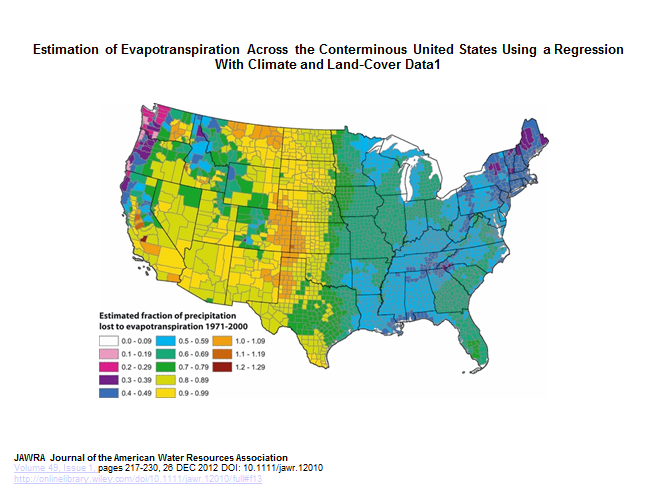 Estimation of Evapotranspiration Across the Conterminous United States Using a Regression
With Climate and Land-Cover Data1
Estimated fraction of precipitation
lost to evapotranspiration 1971-2000
0.0 - 0.09 0.5 - 0.59 1.0 - 1.09
0.1 - 0.19 0.6 - 0.69 1.1 - 1.19
0.2 - 0.29 0.7 - 0.79 1.2 - 1.29
0.3 - 0.39 0.8 - 0.89
0.4 - 0.49 0.9 - 0.99
JAWRA Journal of the American Water Resources Association
Volume 49, Issue 1, pages 217-230, 26 DEC 2012 DOI: 10.1111/jawr.12010
http://onlinelibrary.wiley.com/doi/10.1111/jawr.12010/full#f13